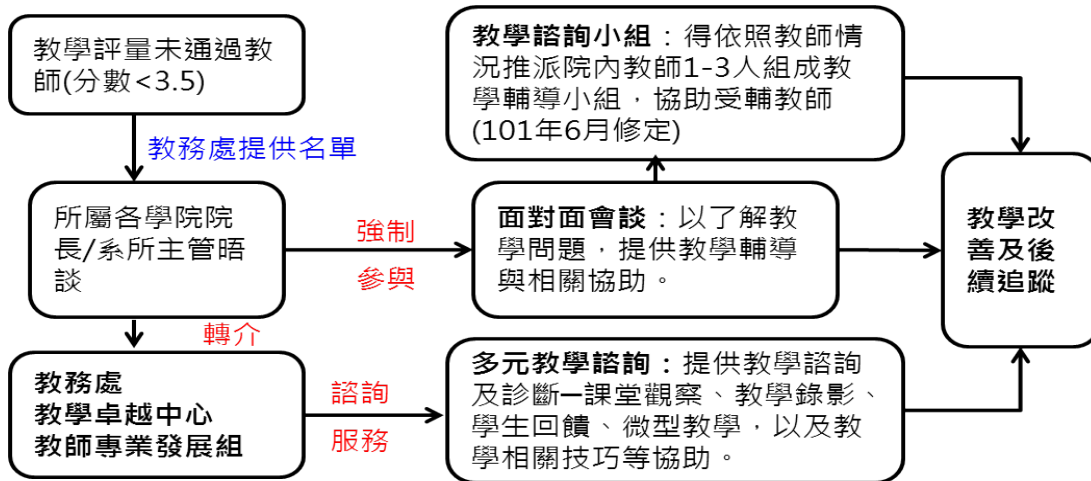 教學評量未通過教
師(分數<3.5)
教務處提供名單
所屬各學院院
長/系所主管晤
談
轉介
教務處
教學卓越中心
教師專業發展組
教學諮詢小組：得依照教師情
況推派院內教師1-3人組成教
學輔導小組，協助受輔教師
(101年6月修定)
強制
參與
面對面會談：以了解教
學問題，提供教學輔導
與相關協助。
諮詢
服務
多元教學諮詢：提供教學諮詢
及診斷—課堂觀察、教學錄影、
學生回饋、微型教學，以及教
學相關技巧等協助。
教學改
善及後
續追蹤